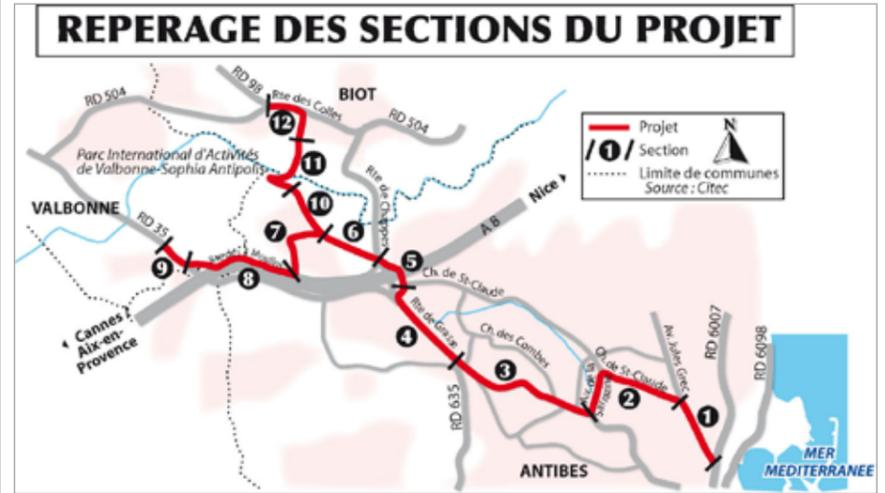 REPERAGE DES SECTIONS DU PROJET
RD 98
Rte des Colles
BIOT
RD 504
RD 504
12
Projet
N
1 Section
Limite de communes
Source : Citec
Parc International d'Activités
de Valbonne-Sophia Antipolis
11
10
VALBONNE
RD 35
7
6
5
Nice
A 8
9
8
Ch. de St-Claude
Cannes
Aix-en-
Provence
Rte de Grasse
4
Ch. des Combes
3
Ch. de St-Claude
2
Av. Jules Grec
RD 6007
RD 6098
1
RD 635
ANTIBES
MER
MEDITERRANEE